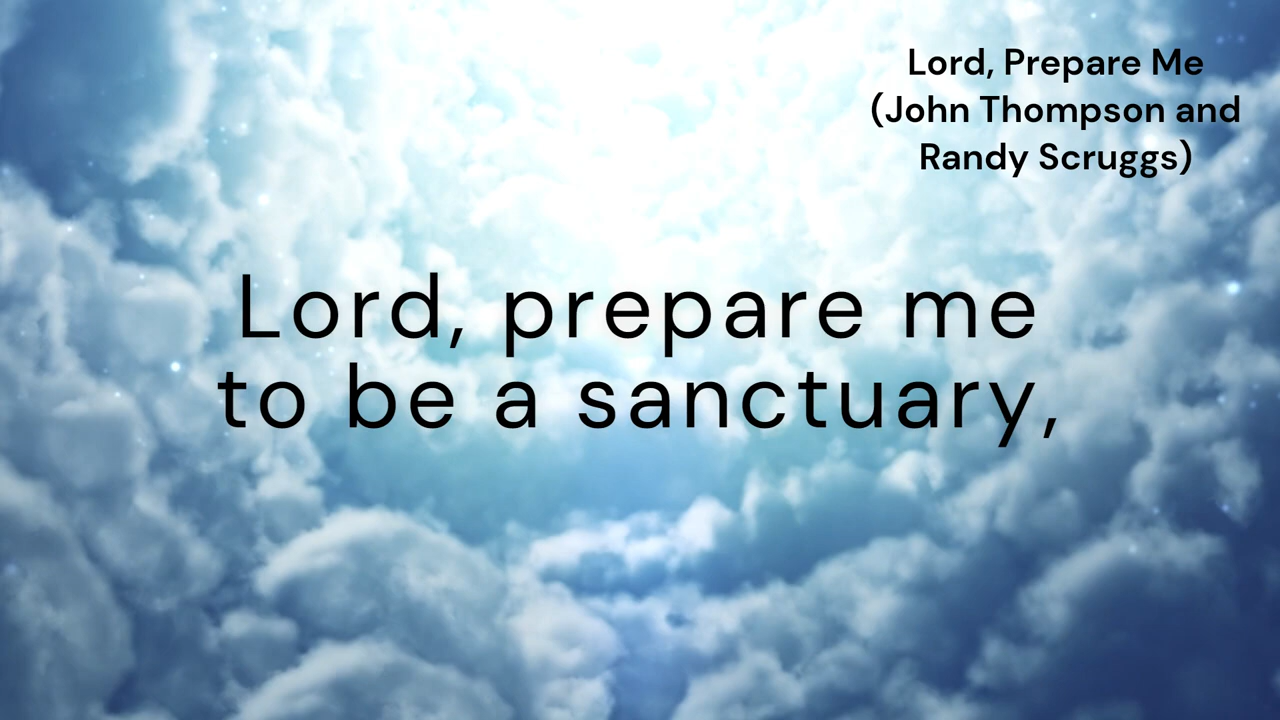 Lord, Prepare Me
(John Thompson and
Randy Scruggs)
Lord, prepare me
to be a sanctuary,